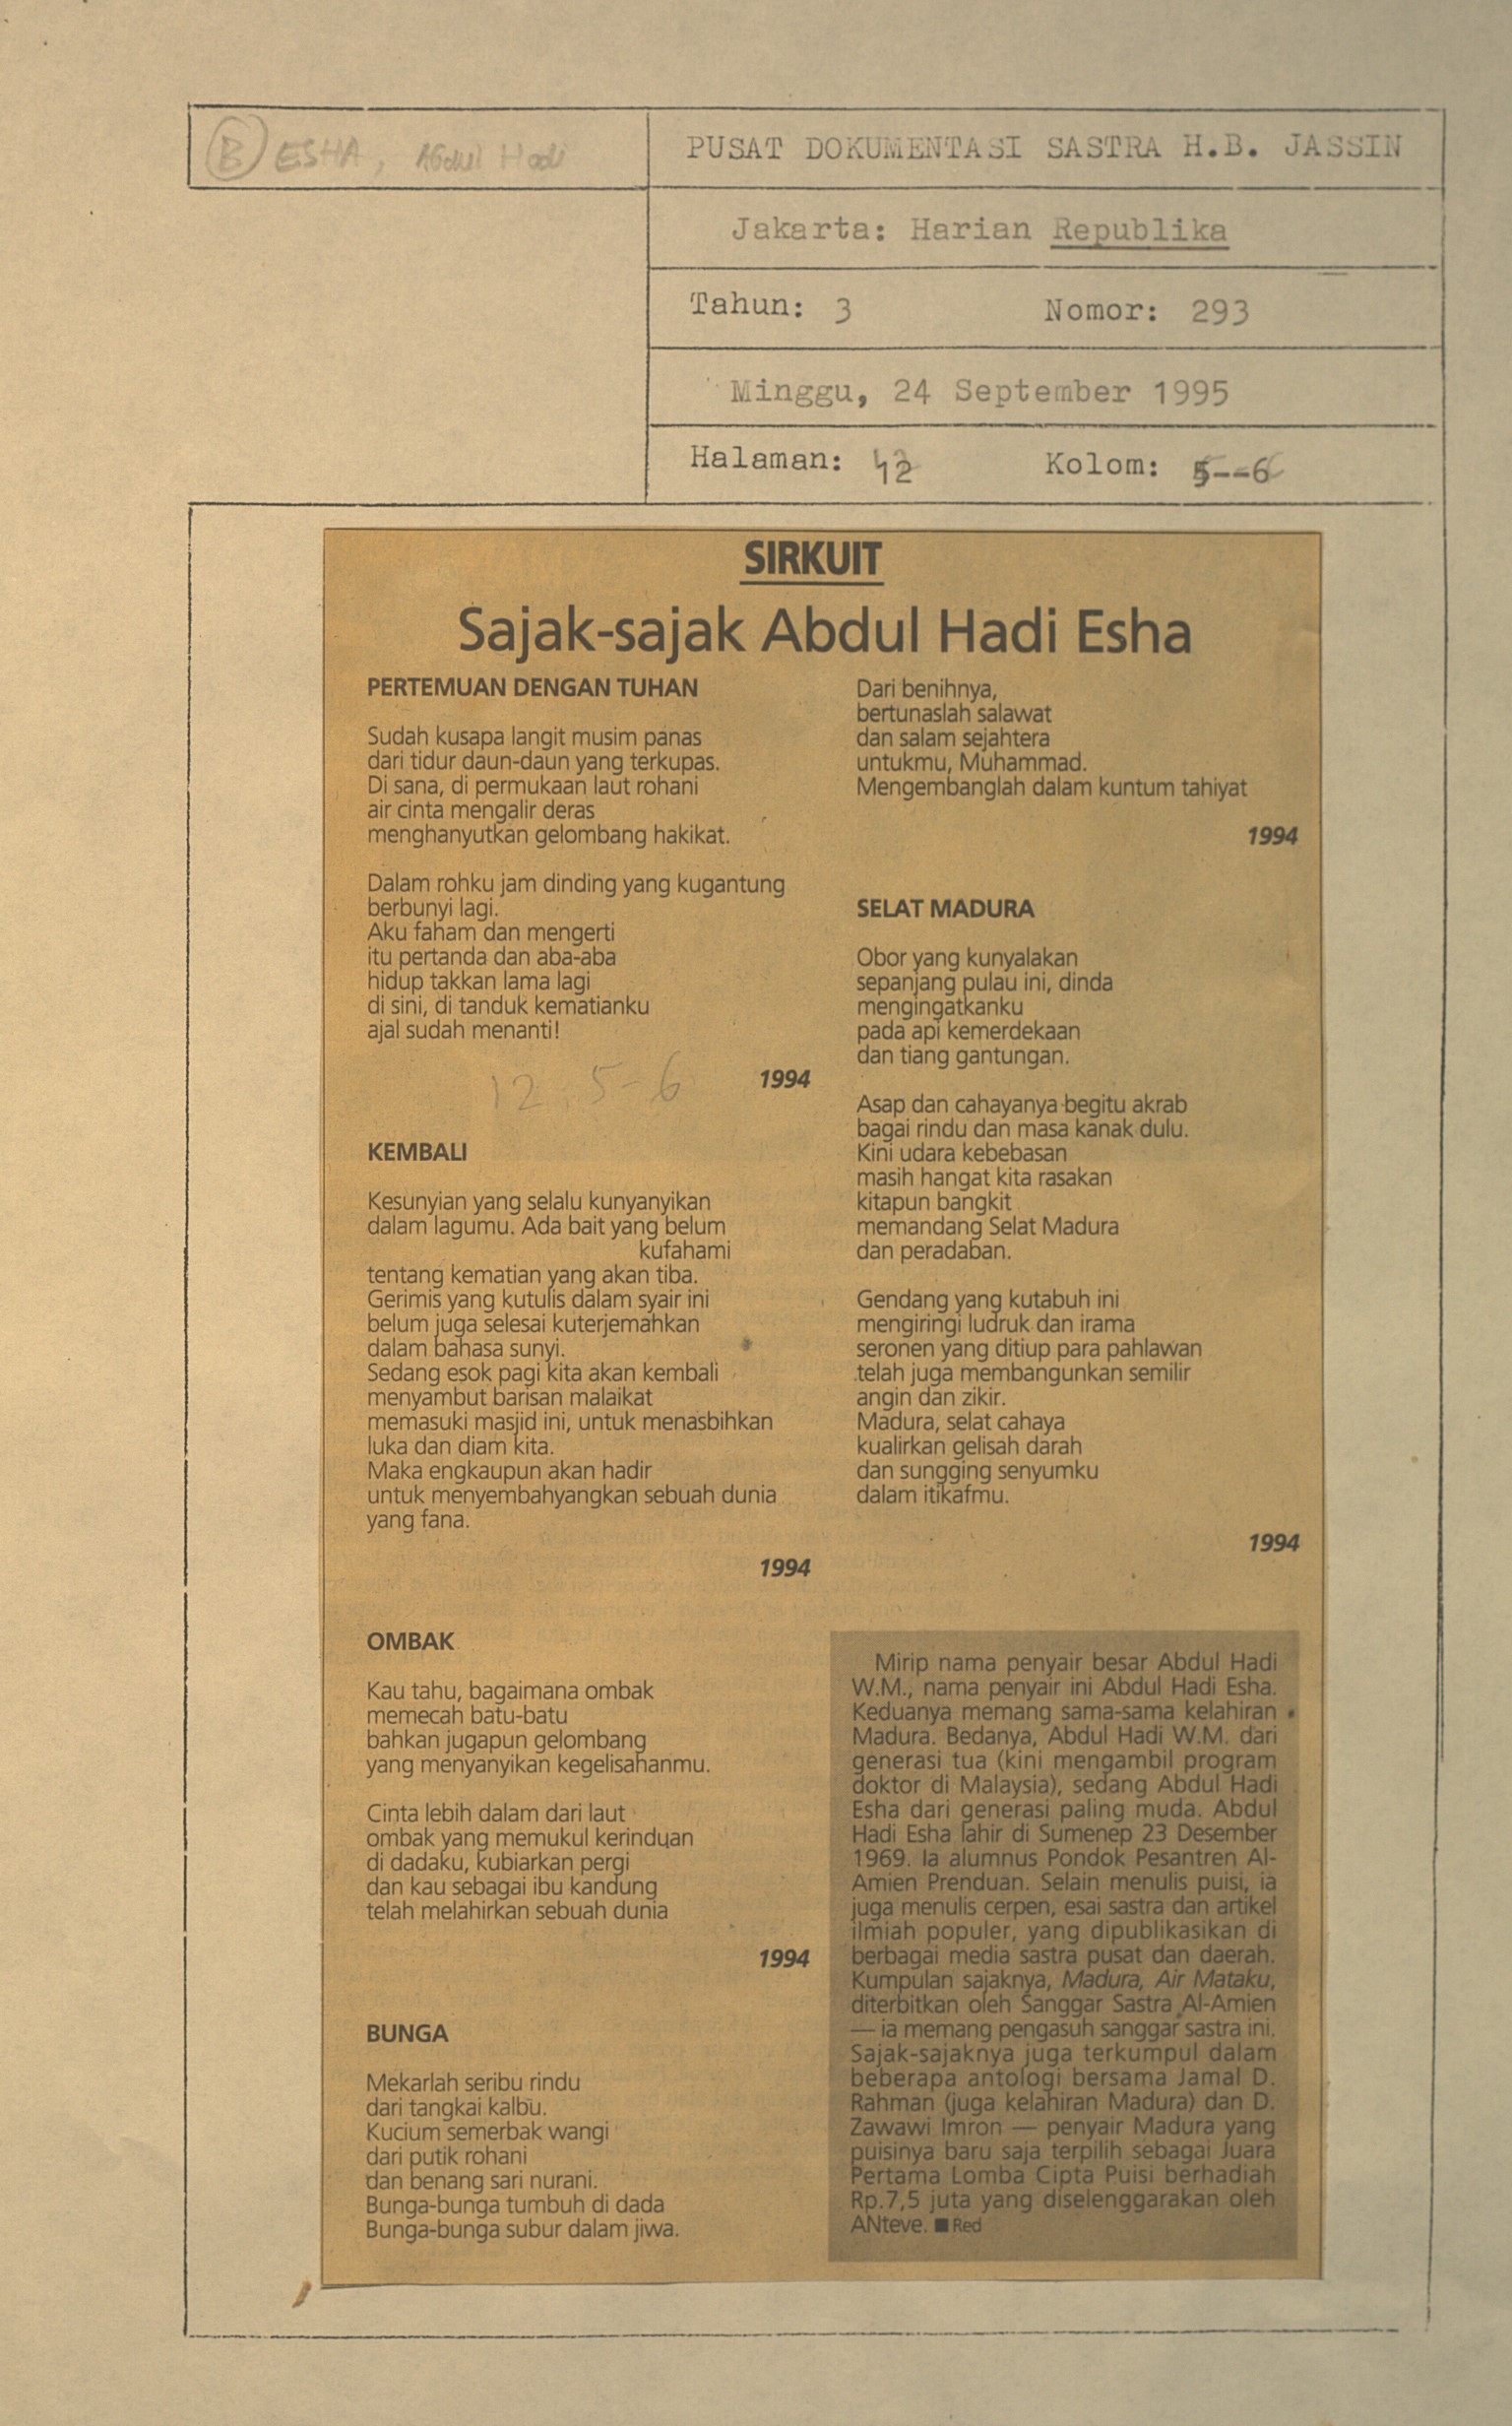 B ESHA, Abdul Hadi
PUSAT DOKUMENTASI SASTRA H.B. JASSIN
Jakarta: Harian Republika
Tahun: 3 Nomor: 293
Minggu, 24 September 1995
Halaman: 12 Kolom: 5--6
SIRKUIT
Sajak-sajak Abdul Hadi Esha
PERTEMUAN DENGAN TUHAN
Sudah kusapa langit musim panas
dari tidur daun-daun yang terkupas.
Di sana, di permukaan laut rohani
air cinta mengalir deras
menghanyutkan gelombang hakikat.
Dalam rohku jam dinding yang kugantung
berbunyi lagi.
Aku faham dan mengerti
itu pertanda dan aba-aba
hidup takkan lama lagi
di sini, di tanduk kematianku
ajal sudah menanti!
1994
12, 5-6
KEMBALI
Kesunyian yang selalu kunyanyikan
dalam lagumu. Ada bait yang belum
kufahami
tentang kematian yang akan tiba.
Gerimis yang kutulis dalam syair ini
belum juga selesai kuterjemahkan
dalam bahasa sunyi.
Sedang esok pagi kita akan kembali
menyambut barisan malaikat
memasuki masjid ini, untuk menasbihkan
luka dan diam kita.
Maka engkaupun akan hadir
untuk menyembahyangkan sebuah dunia
yang fana.
1994
OMBAK
Kau tahu, bagaimana ombak
memecah batu-batu
bahkan jugapun gelombang
yang menyanyikan kegelisahanmu.
Cinta lebih dalam dari laut
ombak yang memukul kerinduan
di dadaku, kubiarkan pergi
dan kau sebagai ibu kandung
telah melahirkan sebuah dunia
1994
BUNGA
Mekarlah seribu rindu
dari tangkai kalbu.
Kucium semerbak wangi
dari putik rohani
dan benang sari nurani.
Bunga-bunga tumbuh di dada
Bunga-bunga subur dalam jiwa.
Dari benihnya,
bertunaslah salawat
dan salam sejahtera
untukmu, Muhammad.
Mengembanglah dalam kuntum tahiyat
1994
SELAT MADURA
Obor yang kunyalakan
sepanjang pulau ini, dinda
mengingatkanku
pada api kemerdekaan
dan tiang gantungan.
Asap dan cahayanya begitu akrab
bagai rindu dan masa kanak dulu.
Kini udara kebebasan
masih hangat kita rasakan
kitapun bangkit
memandang Selat Madura
dan peradaban.
Gendang yang kutabuh ini
mengiringi ludruk dan irama
seronen yang ditiup para pahlawan
telah juga membangunkan semilir
angin dan zikir.
Madura, selat cahaya
kualirkan gelisah darah
dan sungging senyumku
dalam itikafmu.
1994
Mirip nama penyair besar Abdul Hadi
W.M., nama penyair ini Abdul Hadi Esha.
Keduanya memang sama-sama kelahiran
Madura. Bedanya, Abdul Hadi W.M. dari
generasi tua (kini mengambil program
doktor di Malaysia), sedang Abdul Hadi
Esha dari generasi paling muda. Abdul
Hadi Esha lahir di Sumenep 23 Desember
1969. Ia alumnus Pondok Pesantren Al-
Amien Prenduan. Selain menulis puisi, ia
juga menulis cerpen, esai sastra dan artikel
ilmiah populer, yang dipublikasikan di
berbagai media sastra pusat dan daerah.
Kumpulan sajaknya, Madura, Air Mataku,
diterbitkan oleh Sanggar Sastra Al-Amien
— ia memang pengasuh sanggar sastra ini.
Sajak-sajaknya juga terkumpul dalam
beberapa antologi bersama Jamal D.
Rahman (juga kelahiran Madura) dan D.
Zawawi Imron — penyair Madura yang
puisinya baru saja terpilih sebagai Juara
Pertama Lomba Cipta Puisi berhadiah
Rp.7,5 juta yang diselenggarakan oleh
ANteve. ■ Red